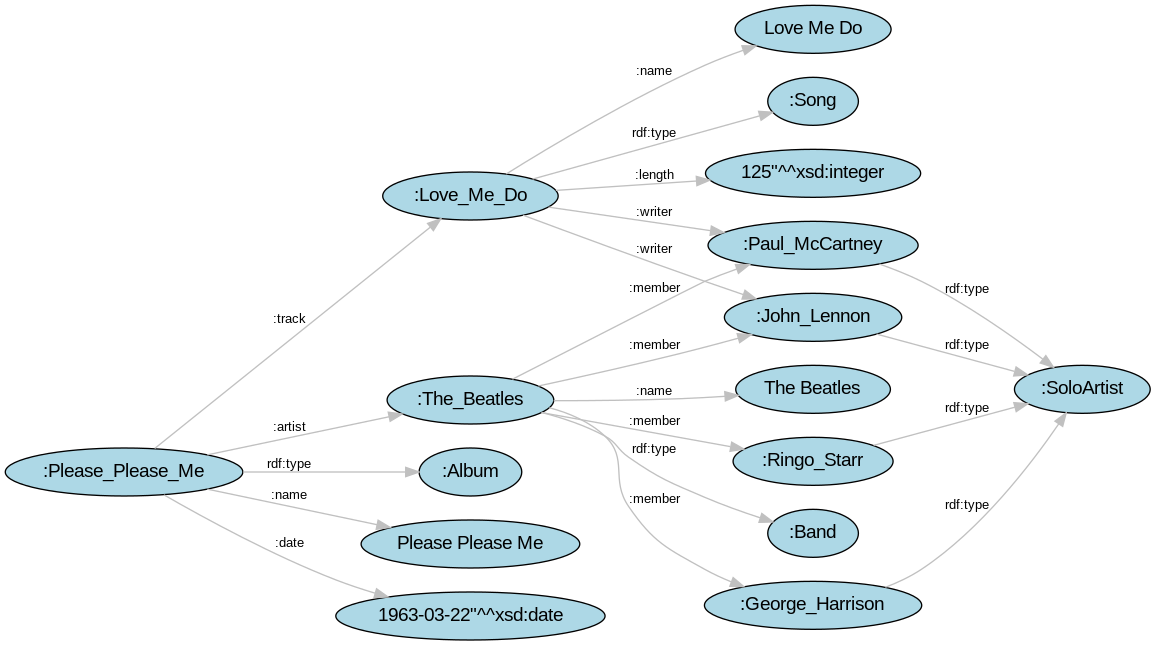 Love Me Do
:name
:Song
rdf:type
125"^^xsd:integer
:length
:Love_Me_Do
:writer
:Paul_McCartney
:writer
:member
rdf:type
:track
:John_Lennon
:member
rdf:type
:The_Beatles
:name
The Beatles
:SoloArtist
:artist
:member
rdf:type
rdf:type
:Ringo_Starr
:Please_Please_Me
rdf:type
:Album
:name
:member
rdf:type
:date
Please Please Me
:Band
1963-03-22"^^xsd:date
:George_Harrison